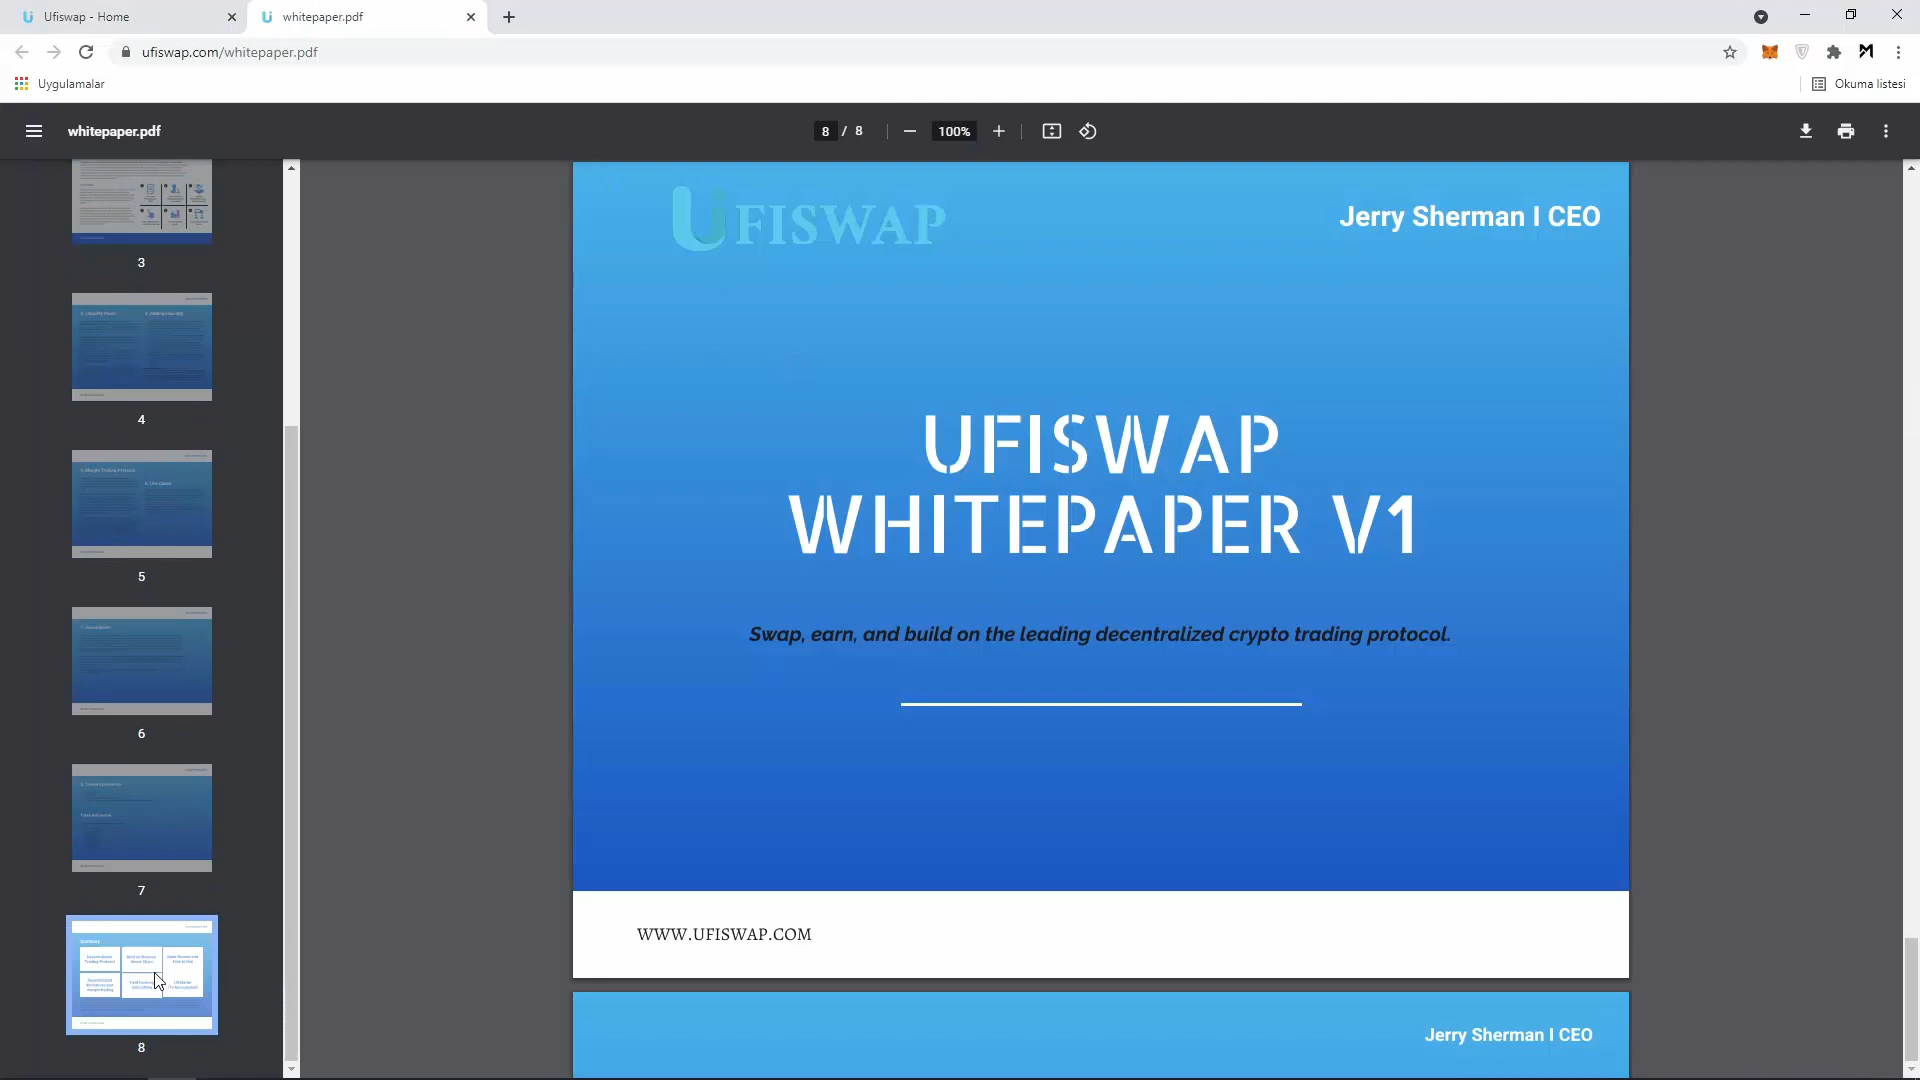 Ufiswap - Home
whitepaper.pdf
ufiswap.com/whitepaper.pdf
Uygulamalar
Okuma listesi
whitepaper.pdf
8 / 8
100%
3
4
5
6
7
Summary
8
UFISWAP
Jerry Sherman I CEO
UFISWAP
WHITEPAPER V1
Swap, earn, and build on the leading decentralized crypto trading protocol.
WWW.UFISWAP.COM
Jerry Sherman I CEO